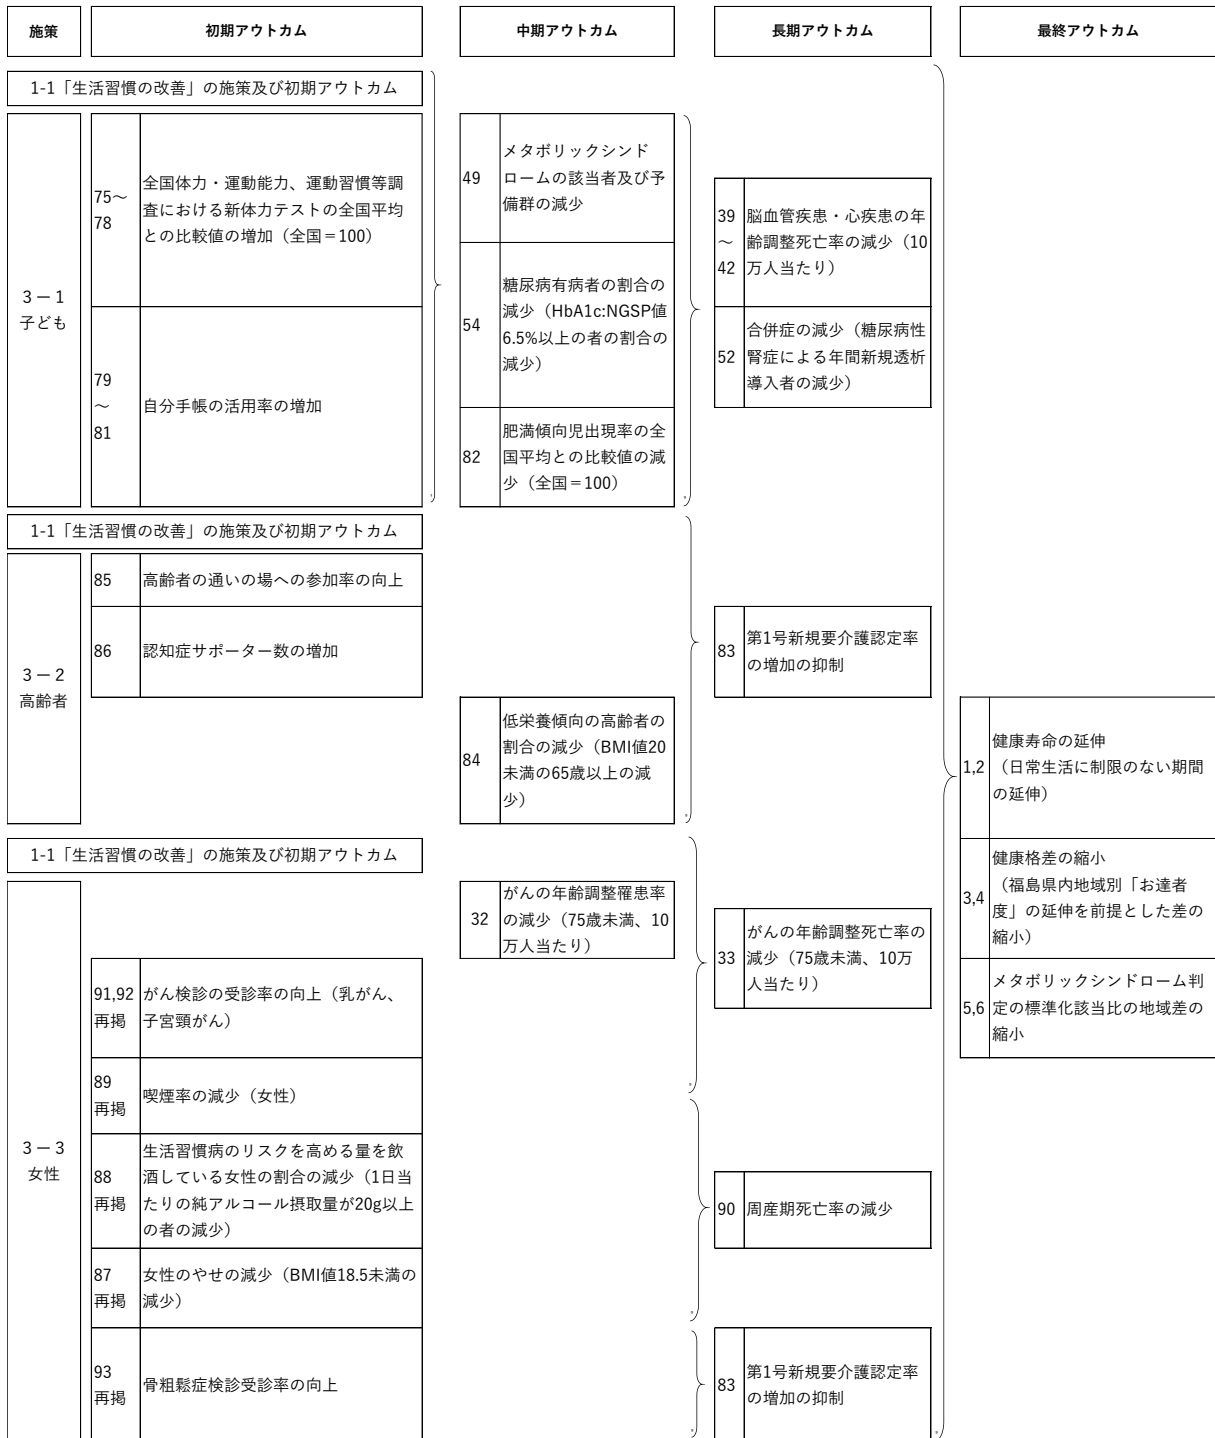 施策
初期アウトカム
中期アウトカム
長期アウトカム
最終アウトカム
1-1「生活習慣の改善」の施策及び初期アウトカム
3－1
子ども
75～
78
全国体力・運動能力、運動習慣等調
査における新体力テストの全国平均
との比較値の増加（全国＝100）
79
～
81
自分手帳の活用率の増加
49
メタボリックシンド
ロームの該当者及び予
備群の減少
54
糖尿病有病者の割合の
減少（HbA1c:NGSP値
6.5%以上の者の割合の
減少）
82
肥満傾向児出現率の全
国平均との比較値の減
少（全国＝100）
39
～
42
脳血管疾患・心疾患の年
齢調整死亡率の減少（10
万人当たり）
52
合併症の減少（糖尿病性
腎症による年間新規透析
導入者の減少）
1-1「生活習慣の改善」の施策及び初期アウトカム
3－2
高齢者
85
高齢者の通いの場への参加率の向上
86
認知症サポーター数の増加
84
低栄養傾向の高齢者の
割合の減少（BMI値20
未満の65歳以上の減
少）
83
第1号新規要介護認定率
の増加の抑制
1-1「生活習慣の改善」の施策及び初期アウトカム
3－3
女性
91,92
再掲
がん検診の受診率の向上（乳がん、
子宮頸がん）
89
再掲
喫煙率の減少（女性）
88
再掲
生活習慣病のリスクを高める量を飲
酒している女性の割合の減少（1日当
たりの純アルコール摂取量が20g以上
の者の減少）
87
再掲
女性のやせの減少（BMI値18.5未満の
減少）
93
再掲
骨粗鬆症検診受診率の向上
32
がんの年齢調整罹患率
の減少（75歳未満、10
万人当たり）
33
がんの年齢調整死亡率の
減少（75歳未満、10万
人当たり）
90
周産期死亡率の減少
83
第1号新規要介護認定率
の増加の抑制
1,2
健康寿命の延伸
（日常生活に制限のない期間
の延伸）
3,4
健康格差の縮小
（福島県内地域別「お達者
度」の延伸を前提とした差の
縮小）
5,6
メタボリックシンドローム判
定の標準化該当比の地域差の
縮小